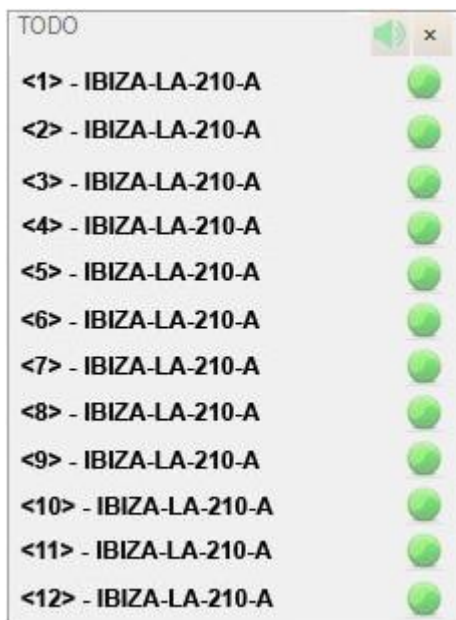 TODO
<1> - IBIZA-LA-210-A
<2> - IBIZA-LA-210-A
<3> - IBIZA-LA-210-A
<4> - IBIZA-LA-210-A
<5> - IBIZA-LA-210-A
<6> - IBIZA-LA-210-A
<7> - IBIZA-LA-210-A
<8> - IBIZA-LA-210-A
<9> - IBIZA-LA-210-A
<10> - IBIZA-LA-210-A
<11> - IBIZA-LA-210-A
<12> - IBIZA-LA-210-A